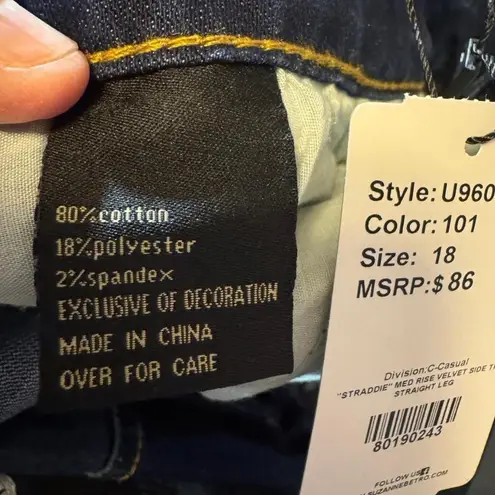 80%cotton
18%polyester
2%spandex
EXCLUSIVE OF DECORATION
MADE IN CHINA
OVER FOR CARE
Style: U960
Color: 101
Size: 18
MSRP:$86
Division:C-Casual
"STRADDIE" MED RISE VELVET SIDE
STRAIGHT LEG
80190243
FOLLOW US
.SUZANNEBETRO.COM